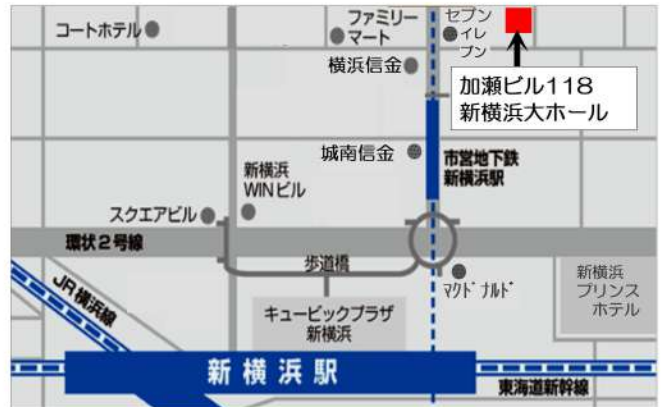 コートホテル
ファミリー
マート
セブン
イレ
ブン
横浜信金
加瀬ビル118
新横浜大ホール
城南信金
市営地下鉄
新横浜駅
新横浜
WINビル
スクエアビル
環状2号線
歩道橋
JR横浜線
マクドナルド
新横浜
プリンス
ホテル
キュービックプラザ
新横浜
新横浜駅
東海道新幹線